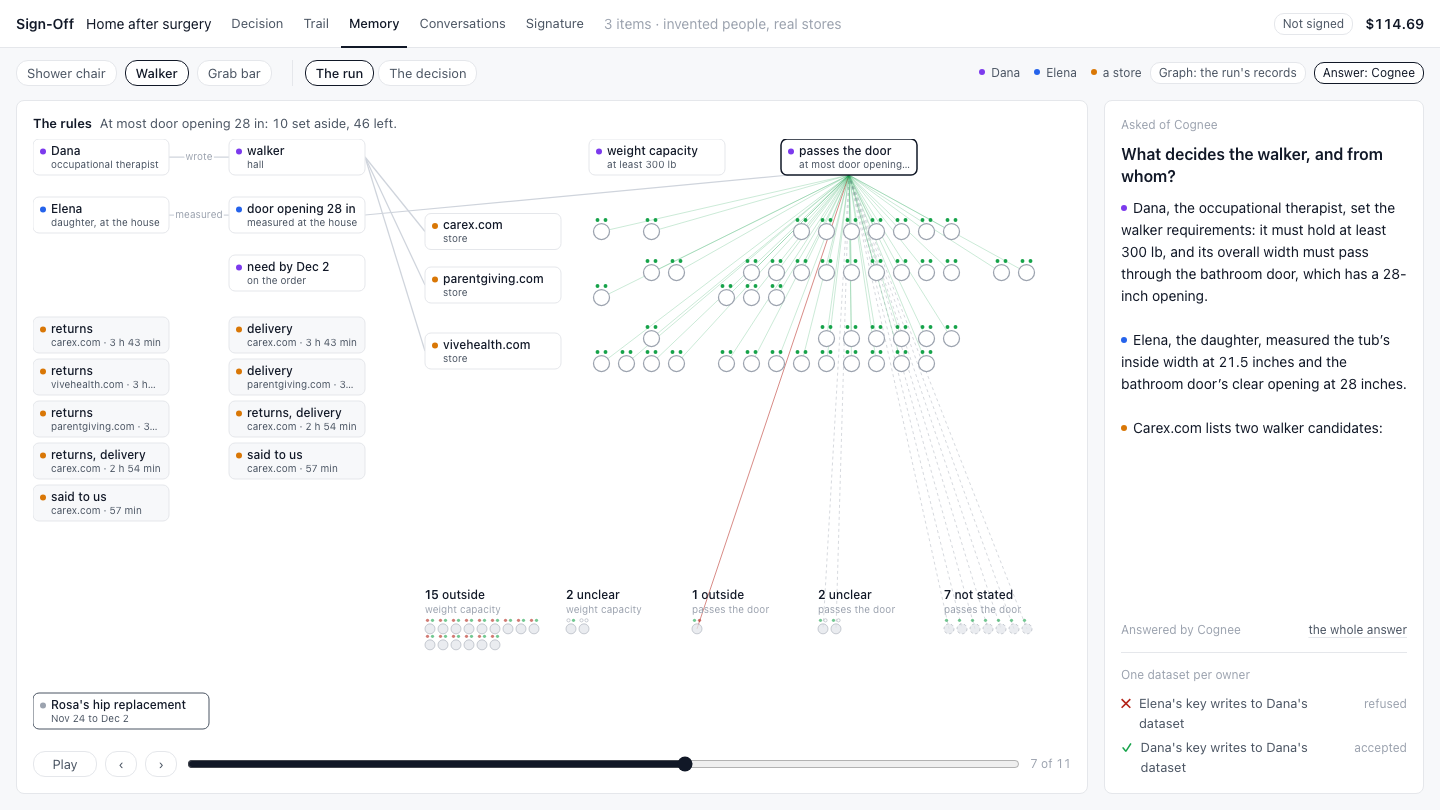 Sign-Off Home after surgery Decision Trail Memory Conversations Signature 3 items · invented people, real stores Not signed $114.69
Shower chair Walker Grab bar The run The decision Dana Elena a store Graph: the run's records Answer: Cognee
The rules At most door opening 28 in: 10 set aside, 46 left.
Dana
occupational therapist
wrote
walker
hall
weight capacity
at least 300 lb
passes the door
at most door opening...
Elena
daughter, at the house
measured
door opening 28 in
measured at the house
carex.com
store
need by Dec 2
on the order
parentgiving.com
store
vivehealth.com
store
returns
carex.com · 3 h 43 min
delivery
carex.com · 3 h 43 min
returns
vivehealth.com · 3 h...
delivery
parentgiving.com · 3...
returns
parentgiving.com · 3...
returns, delivery
carex.com · 2 h 54 min
returns, delivery
carex.com · 2 h 54 min
said to us
carex.com · 57 min
said to us
carex.com · 57 min
15 outside
weight capacity
2 unclear
weight capacity
1 outside
passes the door
2 unclear
passes the door
7 not stated
passes the door
Rosa's hip replacement
Nov 24 to Dec 2
Play ‹ › 7 of 11
Asked of Cognee
What decides the walker, and from
whom?
Dana, the occupational therapist, set the
walker requirements: it must hold at least
300 lb, and its overall width must pass
through the bathroom door, which has a 28-
inch opening.
Elena, the daughter, measured the tub's
inside width at 21.5 inches and the
bathroom door's clear opening at 28 inches.
Carex.com lists two walker candidates:
Answered by Cognee the whole answer
One dataset per owner
Elena's key writes to Dana's
dataset
refused
Dana's key writes to Dana's
dataset
accepted